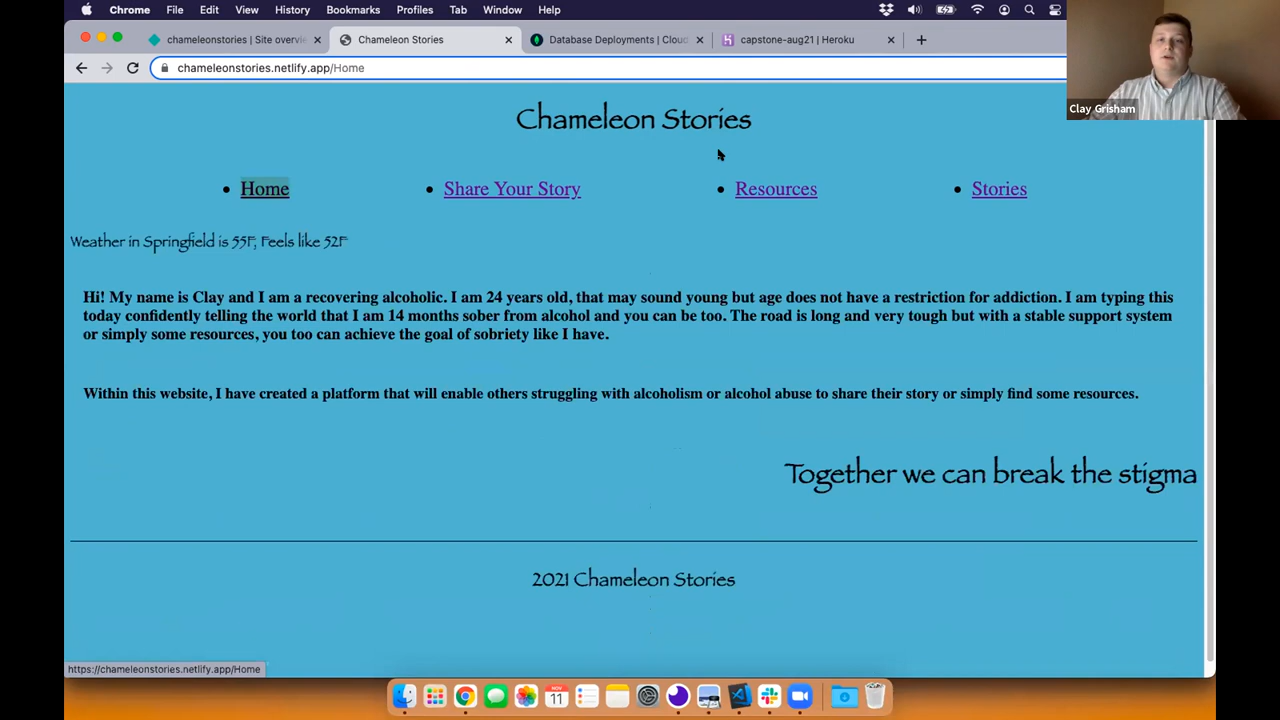 Chrome File Edit View History Bookmarks Profiles Tab Window Help
chameleonstories | Site overvie
Chameleon Stories
Database Deployments | Cloud
capstone-aug21 | Heroku
chameleonstories.netlify.app/Home
Clay Grisham
Chameleon Stories
• Home • Share Your Story • Resources • Stories
Weather in Springfield is 55F, Feels like 52F
Hi! My name is Clay and I am a recovering alcoholic. I am 24 years old, that may sound young but age does not have a restriction for addiction. I am typing this
today confidently telling the world that I am 14 months sober from alcohol and you can be too. The road is long and very tough but with a stable support system
or simply some resources, you too can achieve the goal of sobriety like I have.
Within this website, I have created a platform that will enable others struggling with alcoholism or alcohol abuse to share their story or simply find some resources.
Together we can break the stigma
2021 Chameleon Stories
https://chameleonstories.netlify.app/Home
NOV
11